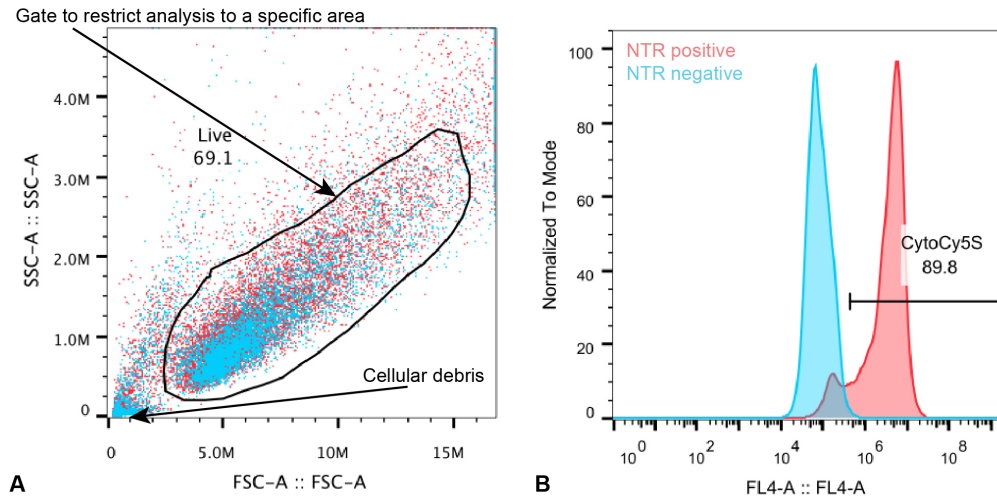 Gate to restrict analysis to a specific area
4.0M
3.0M
2.0M
1.0M
0
SSC-A :: SSC-A
Live
69.1
Cellular debris
0
5.0M
10M
15M
FSC-A :: FSC-A
A
NTR positive
NTR negative
100
80
60
40
20
0
Normalized To Mode
CytoCy5S
89.8
10^0
10^2
10^4
10^6
10^8
FL4-A :: FL4-A
B